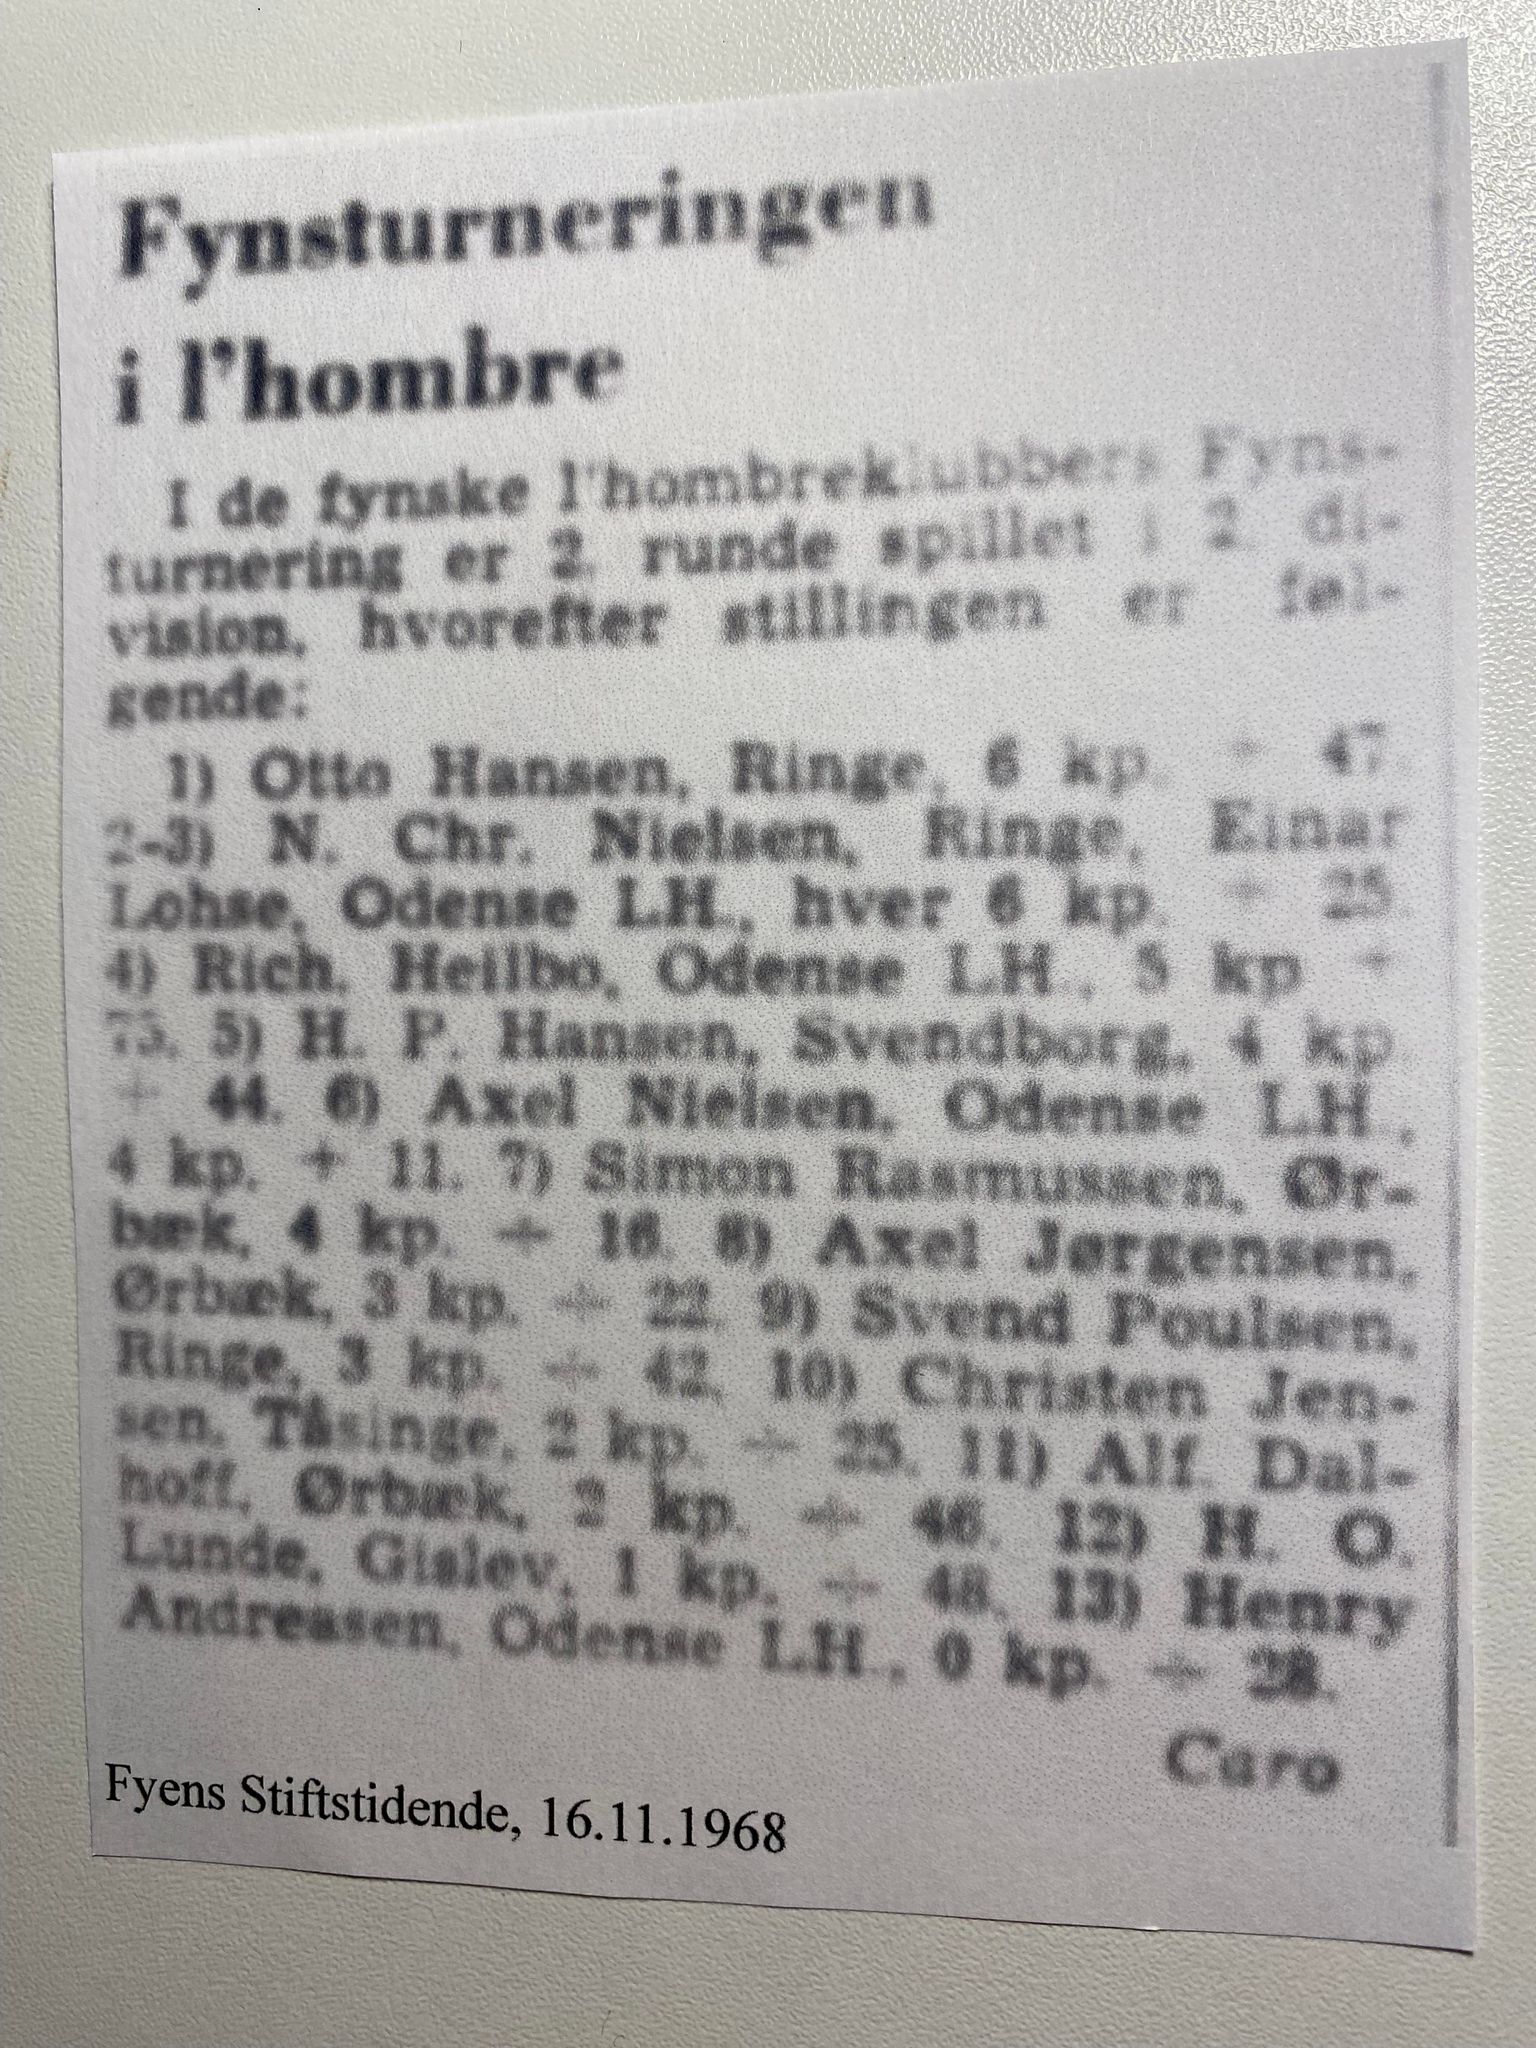 Fynsturneringen
i l'hombre
I de fynske l'hombreklubbers Fyns-
turnering er 2. runde spillet i 2. di-
vision, hvorefter stillingen er føl-
gende:
1) Otto Hansen, Ringe, 6 kp. + 47.
2-3) N. Chr. Nielsen, Ringe, Einar
Lohse, Odense LH., hver 6 kp. + 25.
4) Rich. Heilbo, Odense LH., 5 kp +
75. 5) H. P. Hansen, Svendborg, 4 kp
+ 44. 6) Axel Nielsen, Odense LH.,
4 kp. + 11. 7) Simon Rasmussen, Ør-
bæk, 4 kp. ÷ 16. 8) Axel Jørgensen,
Ørbæk, 3 kp. ÷ 22. 9) Svend Poulsen,
Ringe, 3 kp. ÷ 42. 10) Christen Jen-
sen, Tåsinge, 2 kp. ÷ 25. 11) Alf. Dal-
hoff, Ørbæk, 2 kp. ÷ 46. 12) H. O.
Lunde, Gislev, 1 kp. ÷ 48. 13) Henry
Andreasen, Odense LH., 0 kp. ÷ 28.
Caro
Fyens Stiftstidende, 16.11.1968